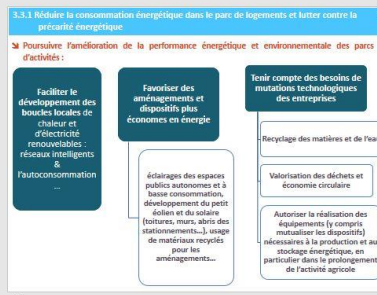 3.3.1 Réduire la consommation énergétique dans le parc de logements et lutter contre la
précarité énergétique
Poursuivre l'amélioration de la performance énergétique et environnementale des parcs
d'activités :
Faciliter le
développement des
boucles locales de
chaleur et
d'électricité
renouvelables :
réseaux intelligents
&
l'autoconsommation
...
Favoriser des
aménagements et
dispositifs plus
économes en énergie
éclairages des espaces
publics autonomes et à
basse consommation,
développement du petit
éolien et du solaire
(toitures, murs, abris des
stationnements...), usage
de matériaux recyclés
pour les
aménagements...
Tenir compte des besoins de
mutations technologiques
des entreprises
Recyclage des matières et de l'eau
Valorisation des déchets et
économie circulaire
Autoriser la réalisation des
équipements (y compris
mutualiser les dispositifs)
nécessaires à la production et au
stockage énergétique, en
particulier dans le prolongement
de l'activité agricole